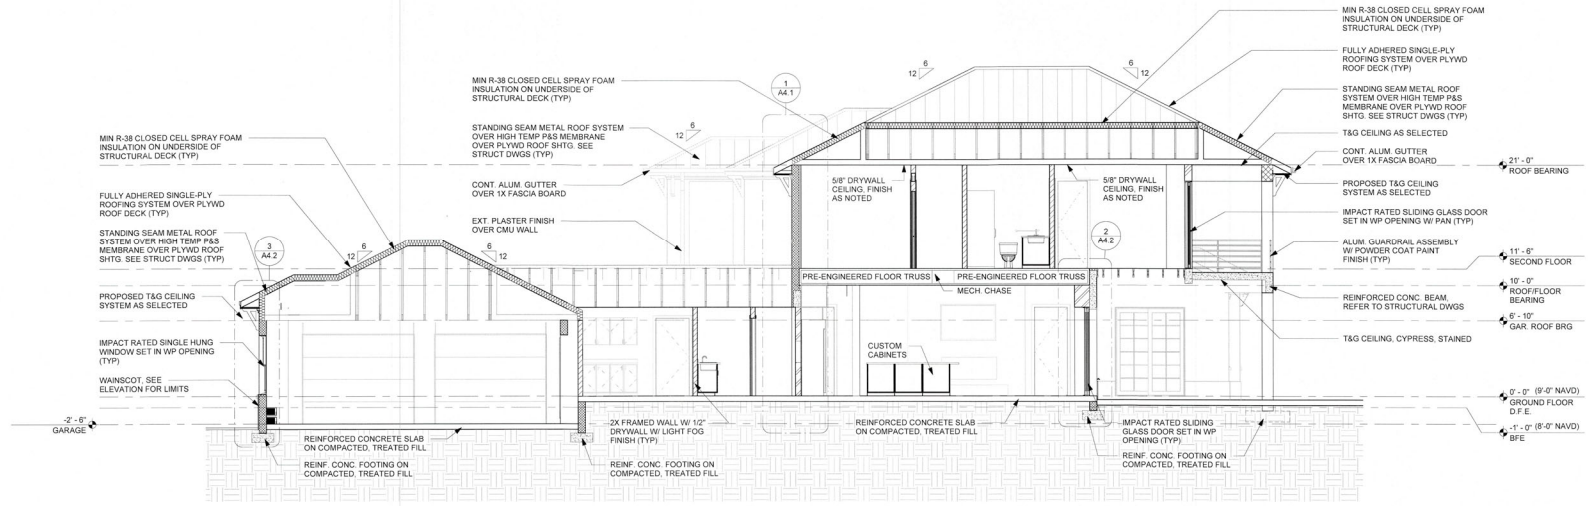 MIN R-38 CLOSED CELL SPRAY FOAM
INSULATION ON UNDERSIDE OF
STRUCTURAL DECK (TYP)
FULLY ADHERED SINGLE-PLY
ROOFING SYSTEM OVER PLYWD
ROOF DECK (TYP)
STANDING SEAM METAL ROOF
SYSTEM OVER HIGH TEMP P&S
MEMBRANE OVER PLYWD ROOF
SHTG. SEE STRUCT DWGS (TYP)
PROPOSED T&G CEILING
SYSTEM AS SELECTED
IMPACT RATED SINGLE HUNG
WINDOW SET IN WP OPENING
(TYP)
WAINSCOT, SEE
ELEVATION FOR LIMITS
-2' - 6"
GARAGE
3
A4.2
6
12
6
12
REINFORCED CONCRETE SLAB
ON COMPACTED, TREATED FILL
REINF. CONC. FOOTING ON
COMPACTED, TREATED FILL
MIN R-38 CLOSED CELL SPRAY FOAM
INSULATION ON UNDERSIDE OF
STRUCTURAL DECK (TYP)
STANDING SEAM METAL ROOF SYSTEM
OVER HIGH TEMP P&S MEMBRANE
OVER PLYWD ROOF SHTG. SEE
STRUCT DWGS (TYP)
CONT. ALUM. GUTTER
OVER 1X FASCIA BOARD
EXT. PLASTER FINISH
OVER CMU WALL
6
12
1
A4.1
6
12
6
12
5/8" DRYWALL
CEILING, FINISH
AS NOTED
5/8" DRYWALL
CEILING, FINISH
AS NOTED
2
A4.2
PRE-ENGINEERED FLOOR TRUSS
PRE-ENGINEERED FLOOR TRUSS
MECH. CHASE
CUSTOM
CABINETS
2X FRAMED WALL W/ 1/2"
DRYWALL W/ LIGHT FOG
FINISH (TYP)
REINF. CONC. FOOTING ON
COMPACTED, TREATED FILL
REINFORCED CONCRETE SLAB
ON COMPACTED, TREATED FILL
IMPACT RATED SLIDING
GLASS DOOR SET IN WP
OPENING (TYP)
REINF. CONC. FOOTING ON
COMPACTED, TREATED FILL
MIN R-38 CLOSED CELL SPRAY FOAM
INSULATION ON UNDERSIDE OF
STRUCTURAL DECK (TYP)
FULLY ADHERED SINGLE-PLY
ROOFING SYSTEM OVER PLYWD
ROOF DECK (TYP)
STANDING SEAM METAL ROOF
SYSTEM OVER HIGH TEMP P&S
MEMBRANE OVER PLYWD ROOF
SHTG. SEE STRUCT DWGS (TYP)
T&G CEILING AS SELECTED
CONT. ALUM. GUTTER
OVER 1X FASCIA BOARD
PROPOSED T&G CEILING
SYSTEM AS SELECTED
IMPACT RATED SLIDING GLASS DOOR
SET IN WP OPENING W/ PAN (TYP)
ALUM. GUARDRAIL ASSEMBLY
W/ POWDER COAT PAINT
FINISH (TYP)
REINFORCED CONC. BEAM,
REFER TO STRUCTURAL DWGS
T&G CEILING, CYPRESS, STAINED
21' - 0"
ROOF BEARING
11' - 6"
SECOND FLOOR
10' - 0"
ROOF/FLOOR
BEARING
6' - 10"
GAR. ROOF BRG
0' - 0" (9'-0" NAVD)
GROUND FLOOR
D.F.E.
-1' - 0" (8'-0" NAVD)
BFE